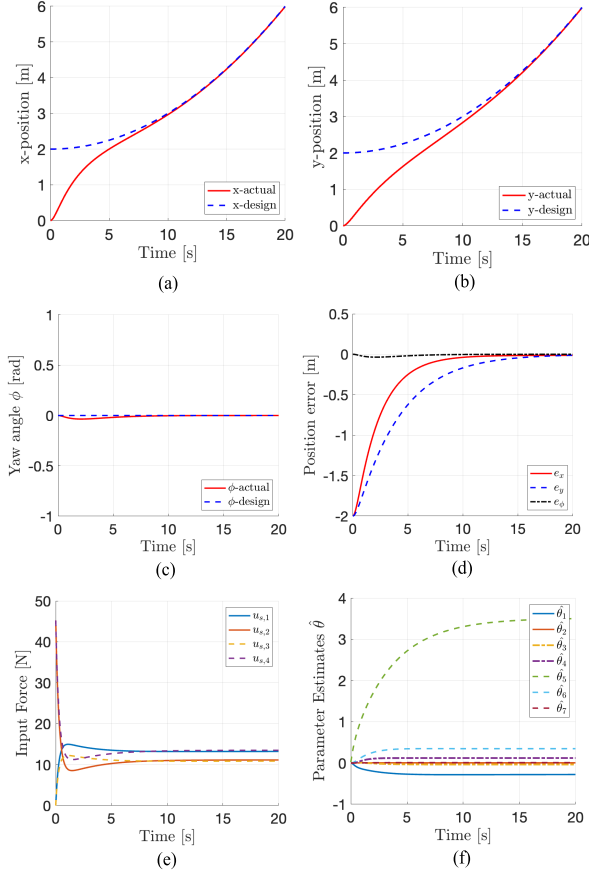 6
5
4
3
2
1
0
x-position [m]
x-actual
x-design
0 5 10 15 20
Time [s]
(a)
6
5
4
3
2
1
0
y-position [m]
y-actual
y-design
0 5 10 15 20
Time [s]
(b)
1
0.5
0
-0.5
-1
Yaw angle ϕ [rad]
ϕ-actual
ϕ-design
0 5 10 15 20
Time [s]
(c)
0.5
0
-0.5
-1
-1.5
-2
Position error [m]
e_x
e_y
e_ϕ
0 5 10 15 20
Time [s]
(d)
50
40
30
20
10
0
Input Force [N]
u_{s,1}
u_{s,2}
u_{s,3}
u_{s,4}
0 5 10 15 20
Time [s]
(e)
4
3
2
1
0
-1
Parameter Estimates θ̂
θ̂_1
θ̂_2
θ̂_3
θ̂_4
θ̂_5
θ̂_6
θ̂_7
0 5 10 15 20
Time [s]
(f)